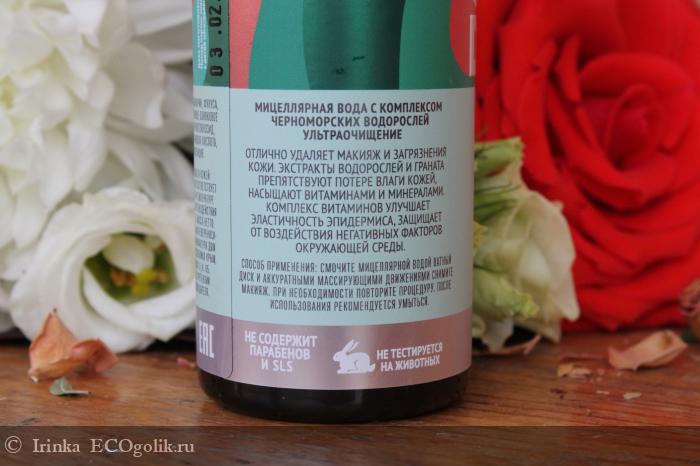 03.02.
МИЦЕЛЛЯРНАЯ ВОДА С КОМПЛЕКСОМ
ЧЕРНОМОРСКИХ ВОДОРОСЛЕЙ
УЛЬТРАОЧИЩЕНИЕ
ОТЛИЧНО УДАЛЯЕТ МАКИЯЖ И ЗАГРЯЗНЕНИЯ
КОЖИ. ЭКСТРАКТЫ ВОДОРОСЛЕЙ И ГРАНАТА
ПРЕПЯТСТВУЮТ ПОТЕРЕ ВЛАГИ КОЖЕЙ,
НАСЫЩАЮТ ВИТАМИНАМИ И МИНЕРАЛАМИ.
КОМПЛЕКС ВИТАМИНОВ УЛУЧШАЕТ
ЭЛАСТИЧНОСТЬ ЭПИДЕРМИСА, ЗАЩИЩАЕТ
ОТ ВОЗДЕЙСТВИЯ НЕГАТИВНЫХ ФАКТОРОВ
ОКРУЖАЮЩЕЙ СРЕДЫ.
СПОСОБ ПРИМЕНЕНИЯ: СМОЧИТЕ МИЦЕЛЛЯРНОЙ ВОДОЙ ВАТНЫЙ
ДИСК И АККУРАТНЫМИ МАССИРУЮЩИМИ ДВИЖЕНИЯМИ СНИМИТЕ
МАКИЯЖ. ПРИ НЕОБХОДИМОСТИ ПОВТОРИТЕ ПРОЦЕДУРУ. ПОСЛЕ
ИСПОЛЬЗОВАНИЯ РЕКОМЕНДУЕТСЯ УМЫТЬСЯ.
EAC
НЕ СОДЕРЖИТ
ПАРАБЕНОВ
И SLS
НЕ ТЕСТИРУЕТСЯ
НА ЖИВОТНЫХ
© Irinka ECOgolik.ru